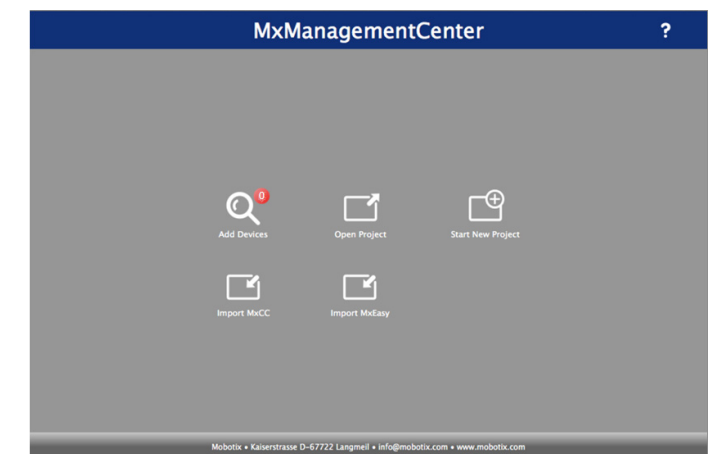 MxManagementCenter ?
0
Add Devices Open Project Start New Project
Import MxCC Import MxEasy
Mobotix • Kaiserstrasse D-67722 Langmeil • info@mobotix.com • www.mobotix.com